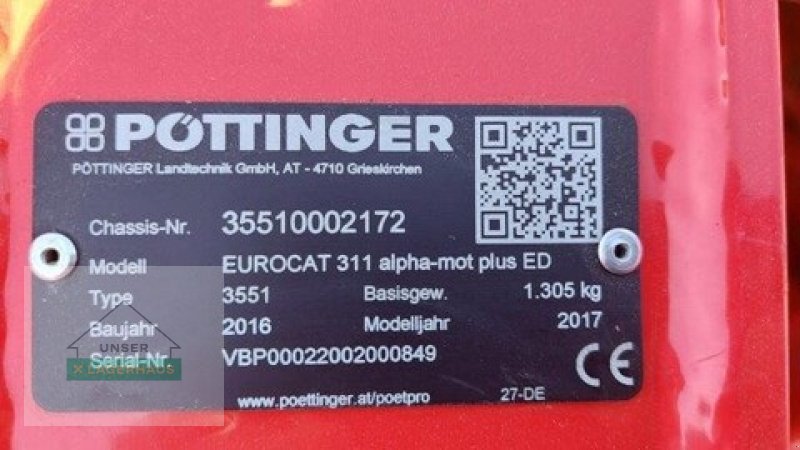 PÖTTINGER
PÖTTINGER Landtechnik GmbH, AT - 4710 Grieskirchen
Chassis-Nr. 35510002172
Modell EUROCAT 311 alpha-mot plus ED
Type 3551 Basisgew. 1.305 kg
Baujahr 2016 Modelljahr 2017
Serial-Nr. VBP00022002000849
CE
www.poettinger.at/poetpro 27-DE
UNSER
X LAGERHAUS